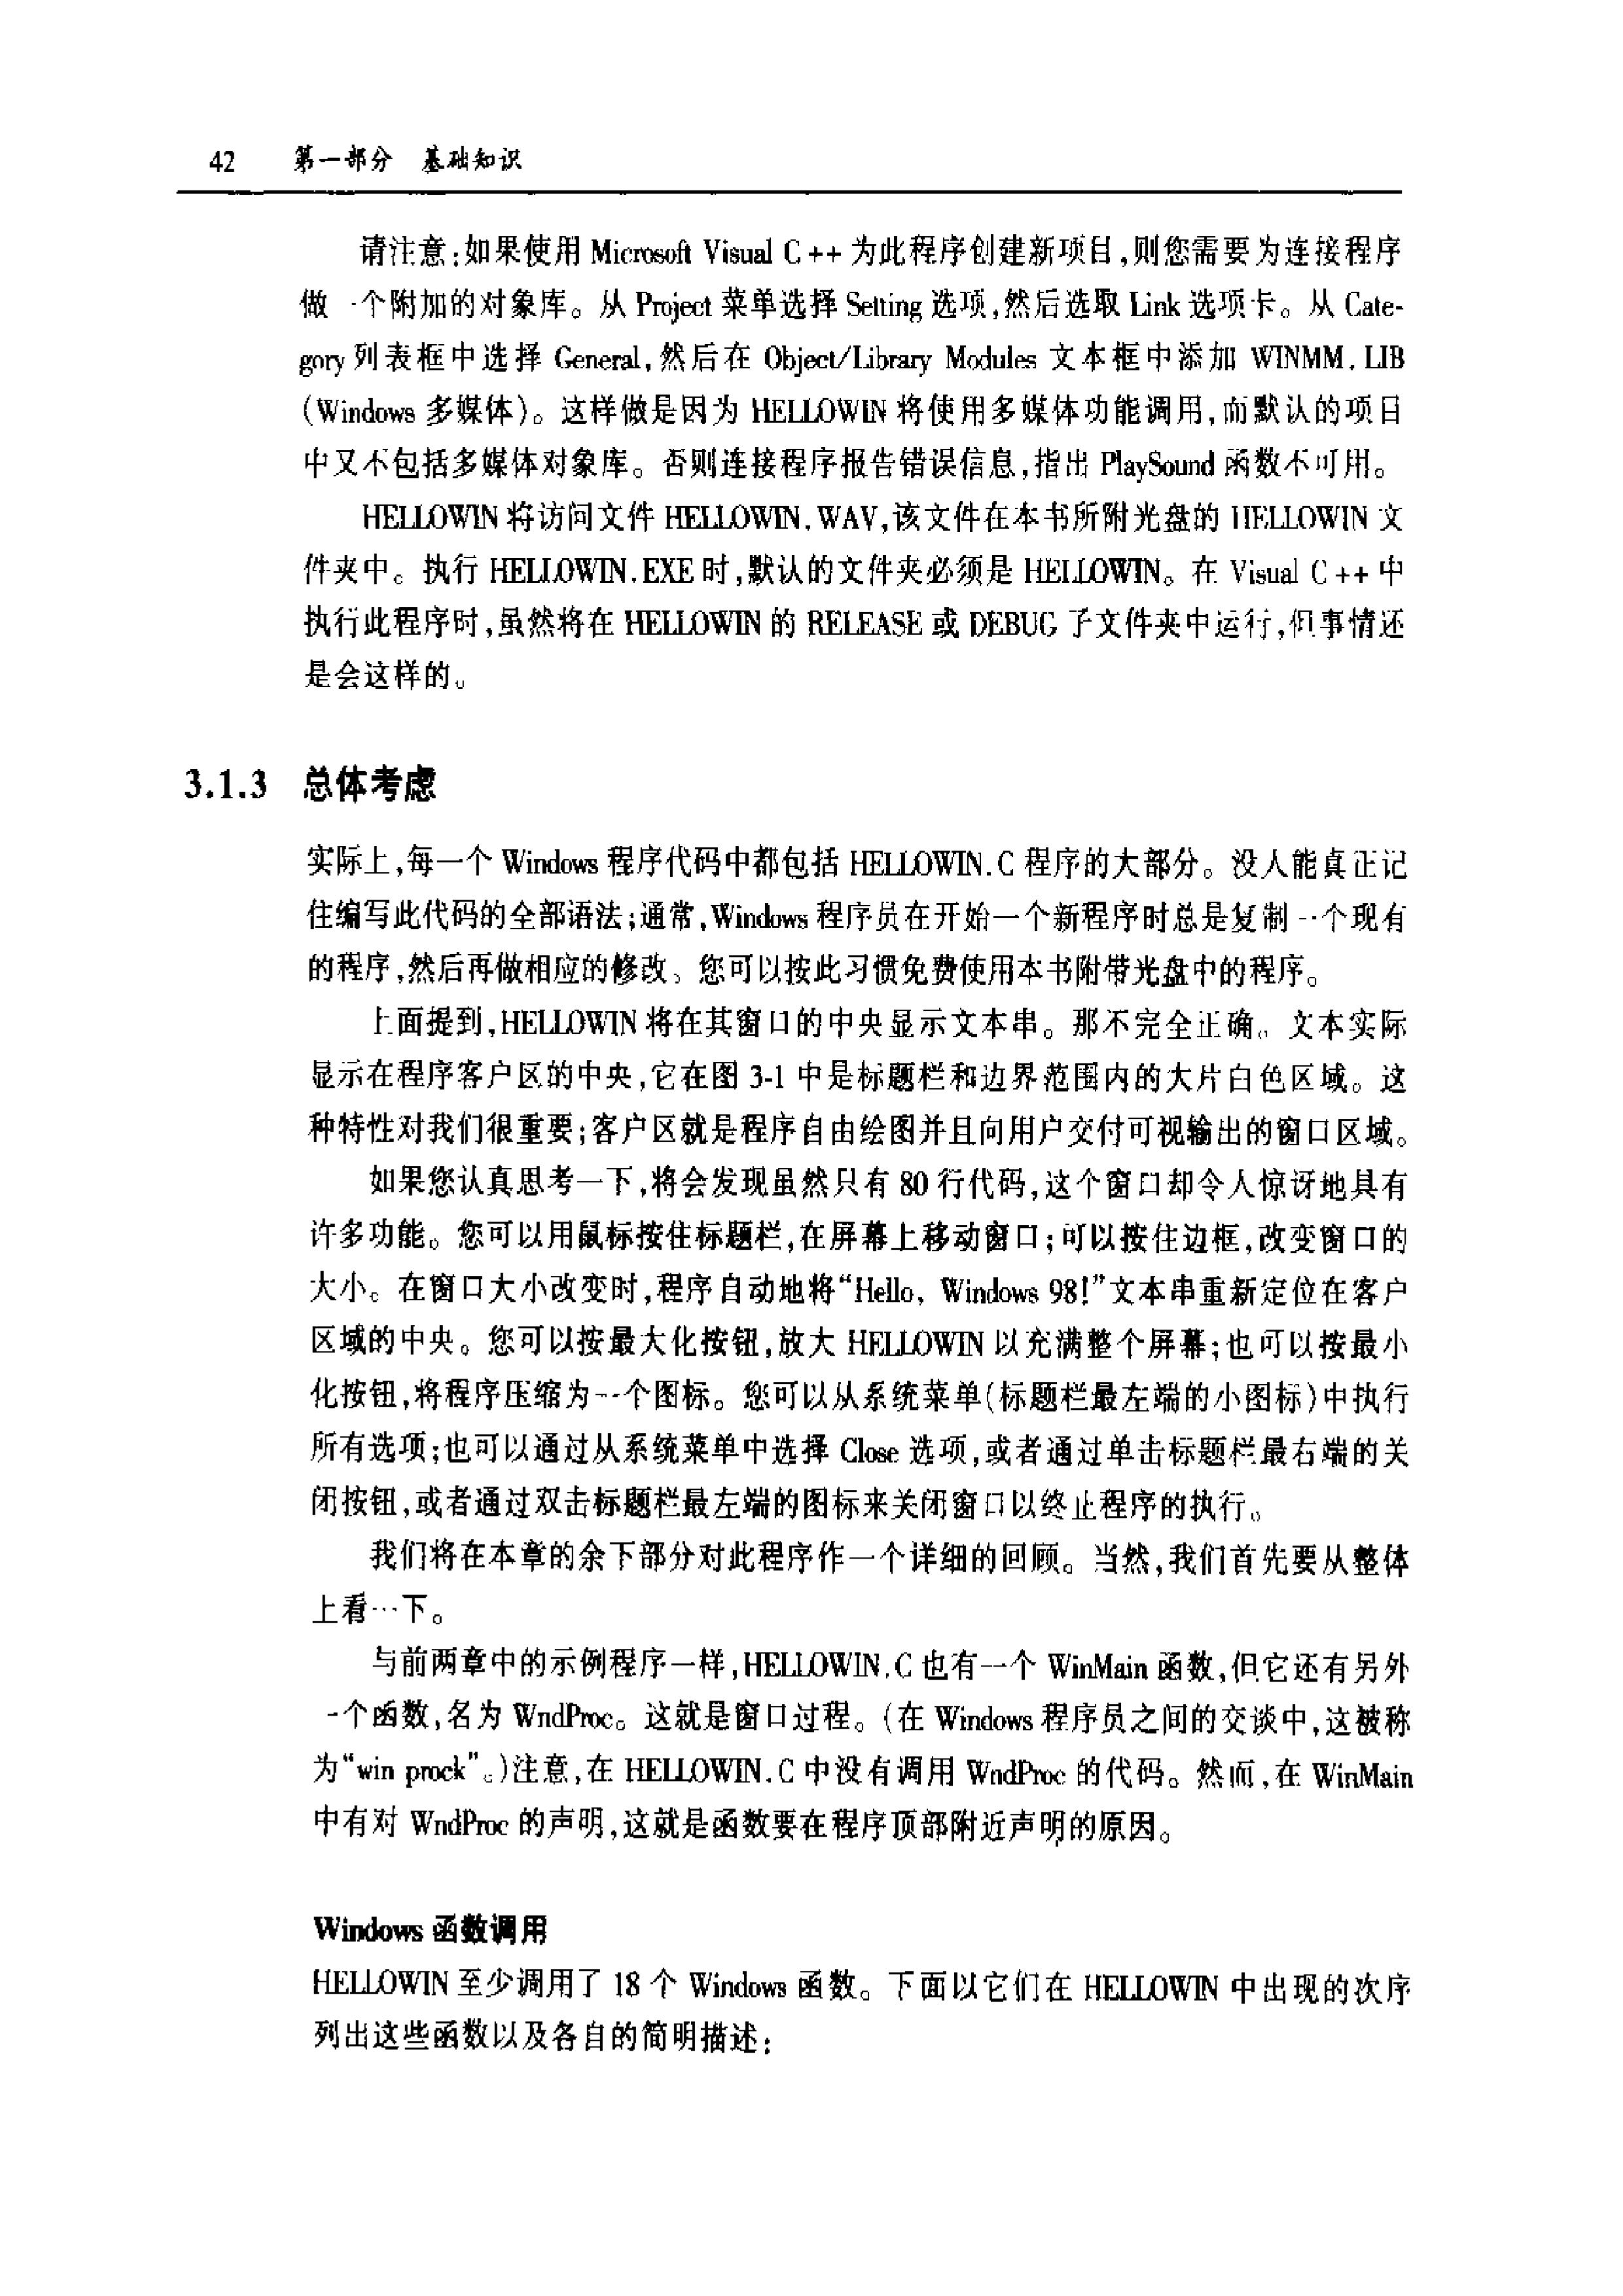 42 第一部分 基础知识
请注意:如果使用 Microsoft Visual C ++ 为此程序创建新项目,则您需要为连接程序
做一个附加的对象库。从 Project 菜单选择 Setting 选项,然后选取 Link 选项卡。从 Cate-
gory 列表框中选择 General,然后在 Object/Library Modules 文本框中添加 WINMM.LIB
(Windows 多媒体)。这样做是因为 HELLOWIN 将使用多媒体功能调用,而默认的项目
中又不包括多媒体对象库。否则连接程序报告错误信息,指出 PlaySound 函数不可用。
HELLOWIN 将访问文件 HELLOWIN.WAV,该文件在本书所附光盘的 HELLOWIN 文
件夹中。执行 HELLOWIN.EXE 时,默认的文件夹必须是 HELLOWIN。在 Visual C ++ 中
执行此程序时,虽然将在 HELLOWIN 的 RELEASE 或 DEBUG 子文件夹中运行,但事情还
是会这样的。
3.1.3 总体考虑
实际上,每一个 Windows 程序代码中都包括 HELLOWIN.C 程序的大部分。没人能真正记
住编写此代码的全部语法;通常,Windows 程序员在开始一个新程序时总是复制一个现有
的程序,然后再做相应的修改。您可以按此习惯免费使用本书附带光盘中的程序。
上面提到,HELLOWIN 将在其窗口的中央显示文本串。那不完全正确。文本实际
显示在程序客户区的中央,它在图 3-1 中是标题栏和边界范围内的大片白色区域。这
种特性对我们很重要;客户区就是程序自由绘图并且向用户交付可视输出的窗口区域。
如果您认真思考一下,将会发现虽然只有 80 行代码,这个窗口却令人惊讶地具有
许多功能。您可以用鼠标按住标题栏,在屏幕上移动窗口;可以按住边框,改变窗口的
大小。在窗口大小改变时,程序自动地将“Hello, Windows 98!”文本串重新定位在客户
区域的中央。您可以按最大化按钮,放大 HELLOWIN 以充满整个屏幕;也可以按最小
化按钮,将程序压缩为一个图标。您可以从系统菜单(标题栏最左端的小图标)中执行
所有选项;也可以通过从系统菜单中选择 Close 选项,或者通过单击标题栏最右端的关
闭按钮,或者通过双击标题栏最左端的图标来关闭窗口以终止程序的执行。
我们将在本章的余下部分对此程序作一个详细的回顾。当然,我们首先要从整体
上看一下。
与前两章中的示例程序一样,HELLOWIN.C 也有一个 WinMain 函数,但它还有另外
一个函数,名为 WndProc。这就是窗口过程。(在 Windows 程序员之间的交谈中,这被称
为“win prock”。)注意,在 HELLOWIN.C 中没有调用 WndProc 的代码。然而,在 WinMain
中有对 WndProc 的声明,这就是函数要在程序顶部附近声明的原因。
Windows 函数调用
HELLOWIN 至少调用了 18 个 Windows 函数。下面以它们在 HELLOWIN 中出现的次序
列出这些函数以及各自的简明描述: